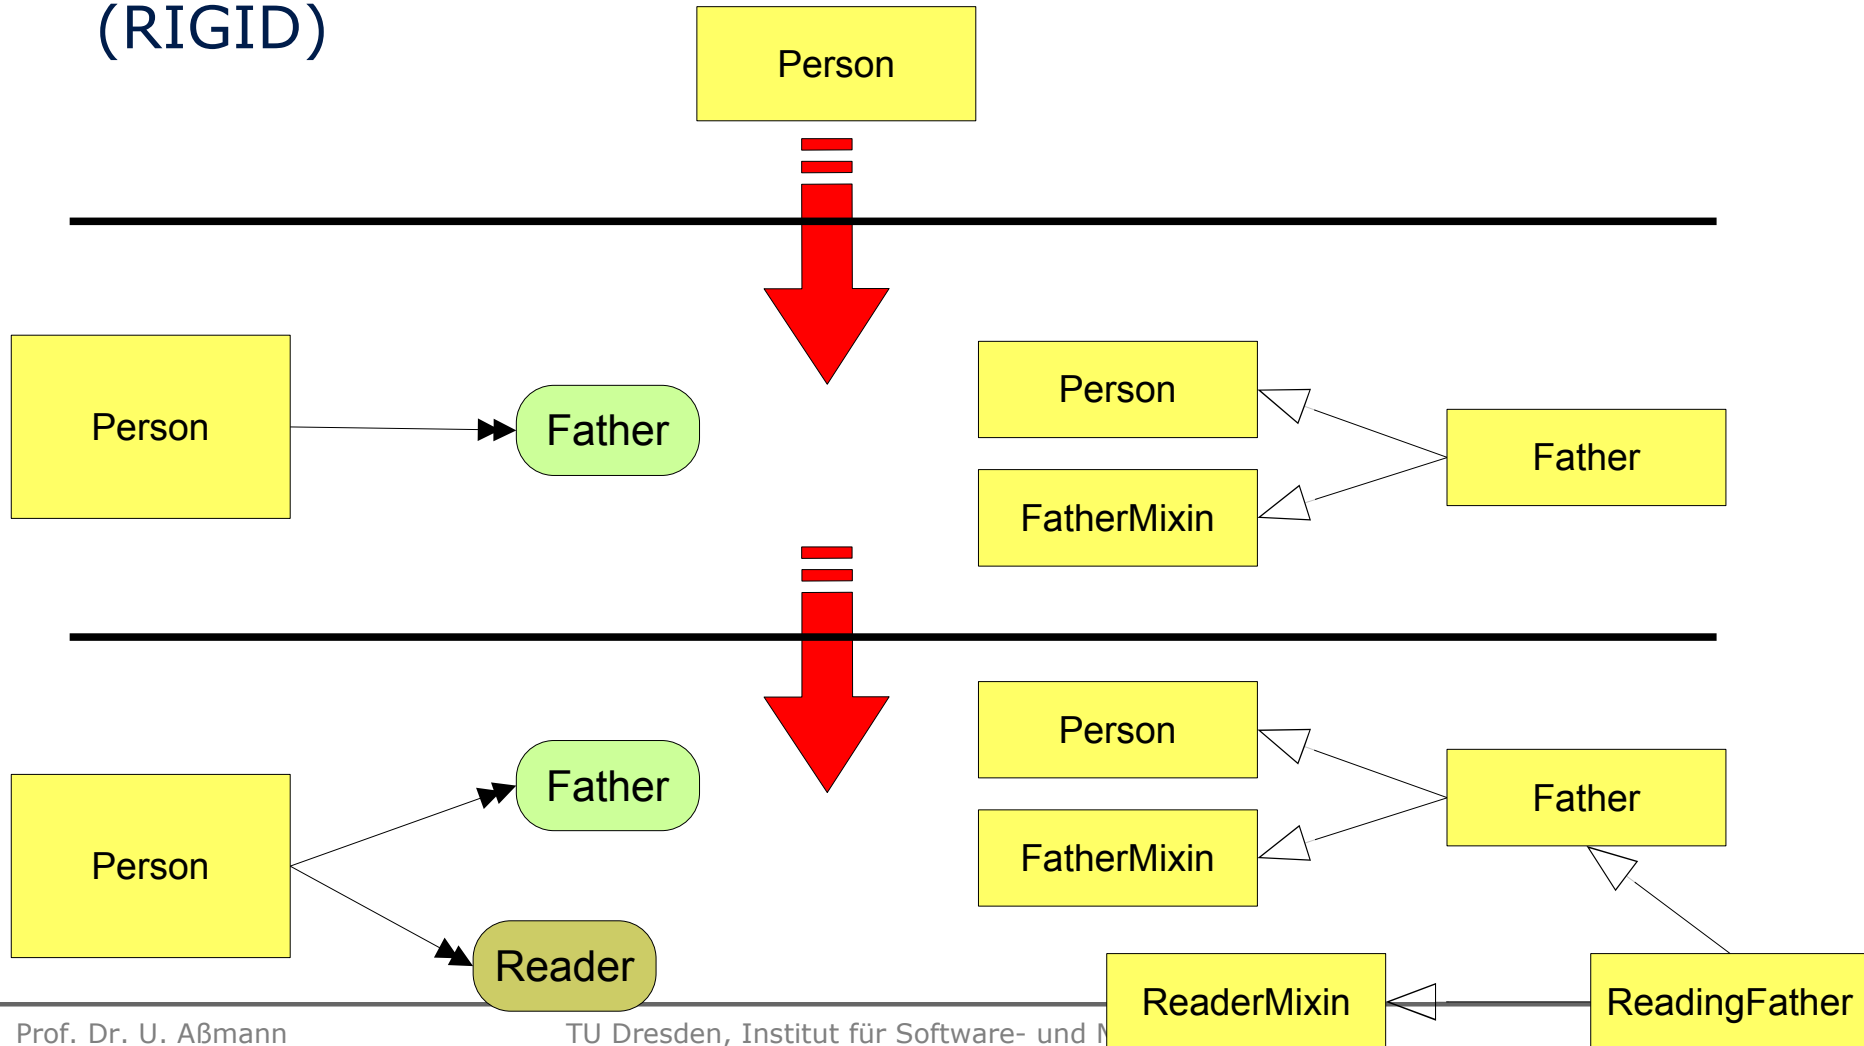 (RIGID)
Person
Person
Father
Person
FatherMixin
Father
Person
Father
Reader
Person
FatherMixin
Father
ReaderMixin
ReadingFather
Prof. Dr. U. Aßmann
TU Dresden, Institut für Software- und